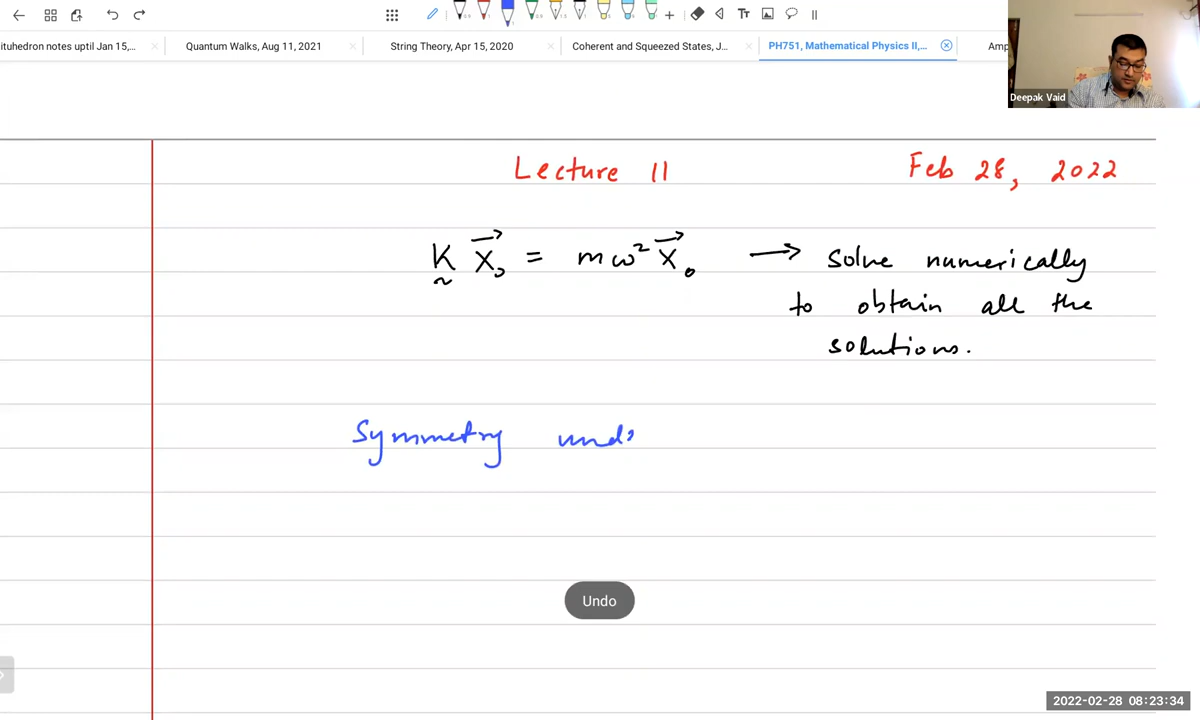 ituhedron notes uptil Jan 15,...
Quantum Walks, Aug 11, 2021
String Theory, Apr 15, 2020
Coherent and Squeezed States, J...
PH751, Mathematical Physics II,...
Amp
Deepak Vaid
Lecture 11
Feb 28, 2022
K X₀ = mω² X₀ → solve numerically
to obtain all the
solutions.
Symmetry und
Undo
2022-02-28 08:23:34